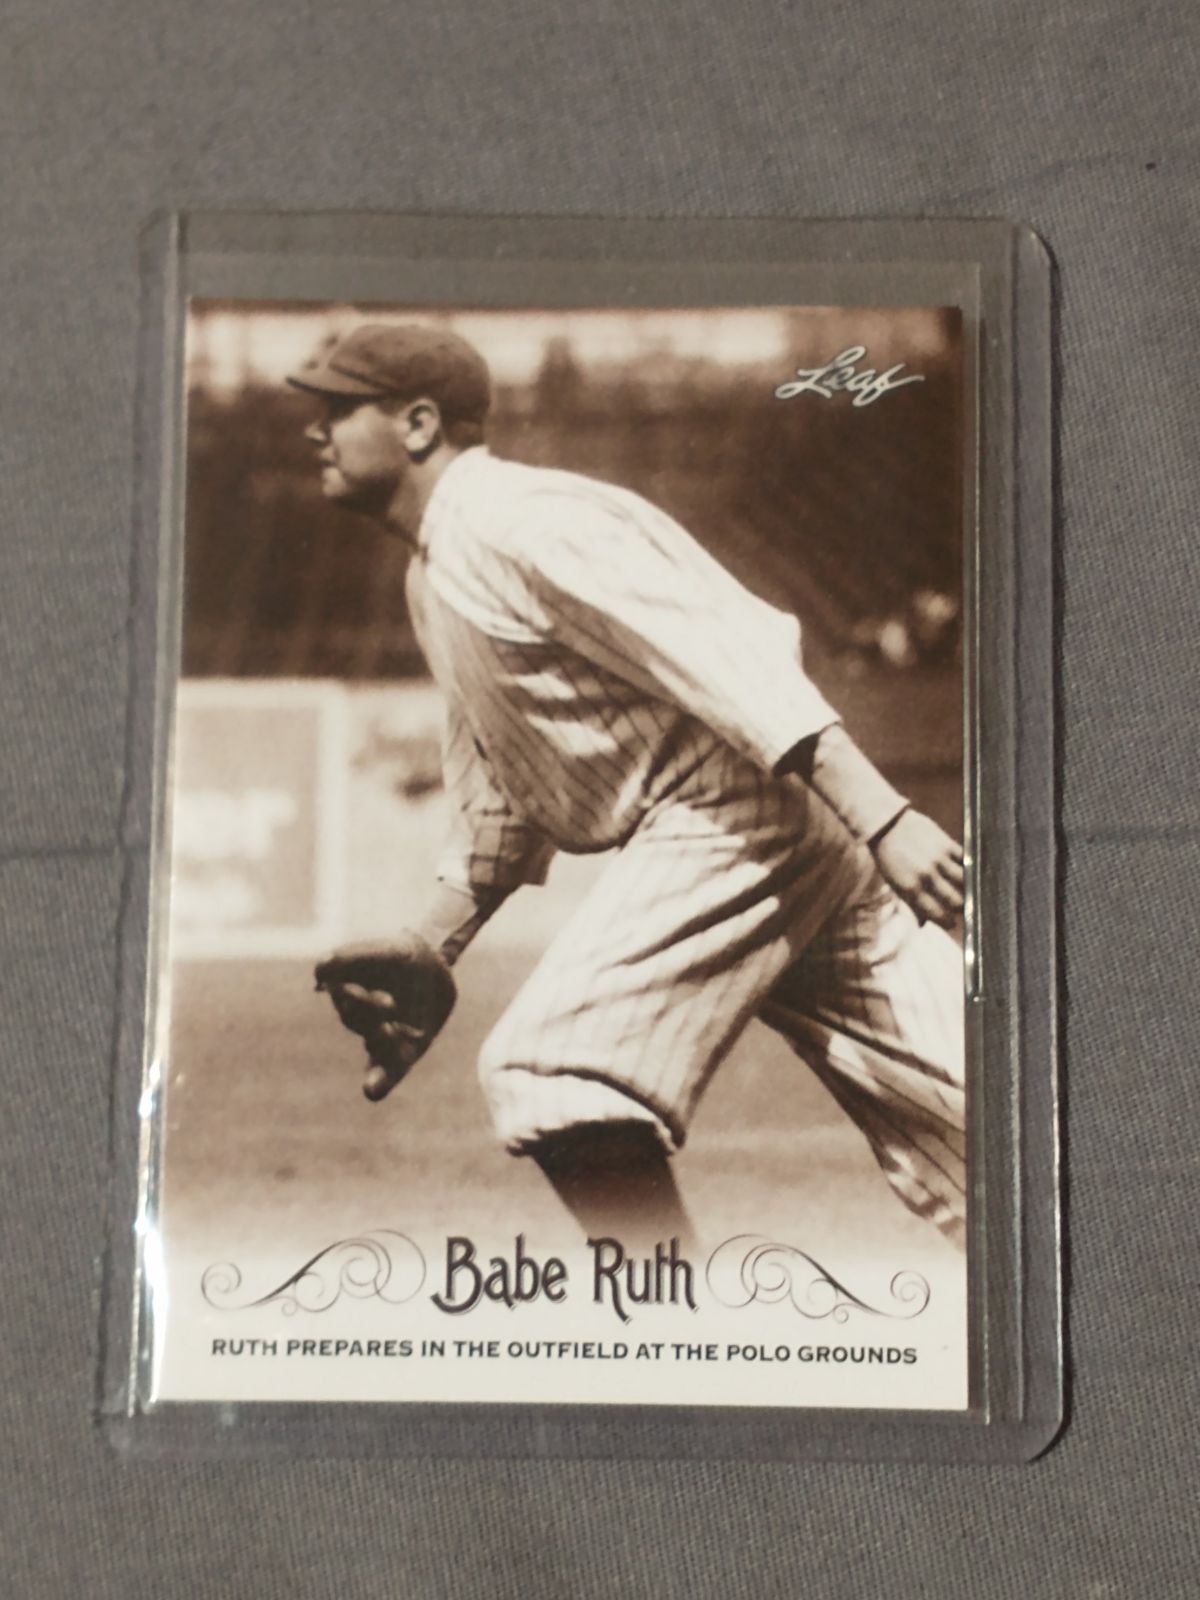 Leaf
Babe Ruth
RUTH PREPARES IN THE OUTFIELD AT THE POLO GROUNDS